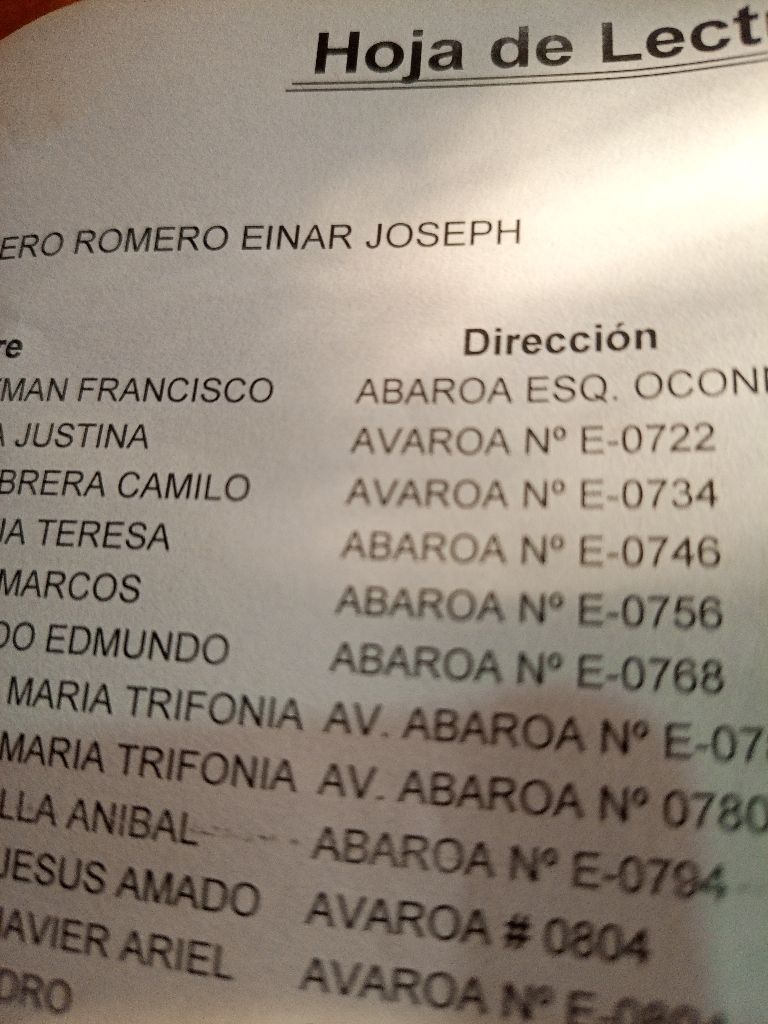 Hoja de Lect
ERO ROMERO EINAR JOSEPH
re Dirección
MAN FRANCISCO ABAROA ESQ. OCON
A JUSTINA AVAROA Nº E-0722
BRERA CAMILO AVAROA Nº E-0734
IA TERESA ABAROA Nº E-0746
MARCOS ABAROA Nº E-0756
DO EDMUNDO ABAROA Nº E-0768
MARIA TRIFONIA AV. ABAROA Nº E-07
MARIA TRIFONIA AV. ABAROA Nº 0780
LLA ANIBAL ABAROA Nº E-0794
JESUS AMADO AVAROA # 0804
JAVIER ARIEL AVAROA Nº
DRO